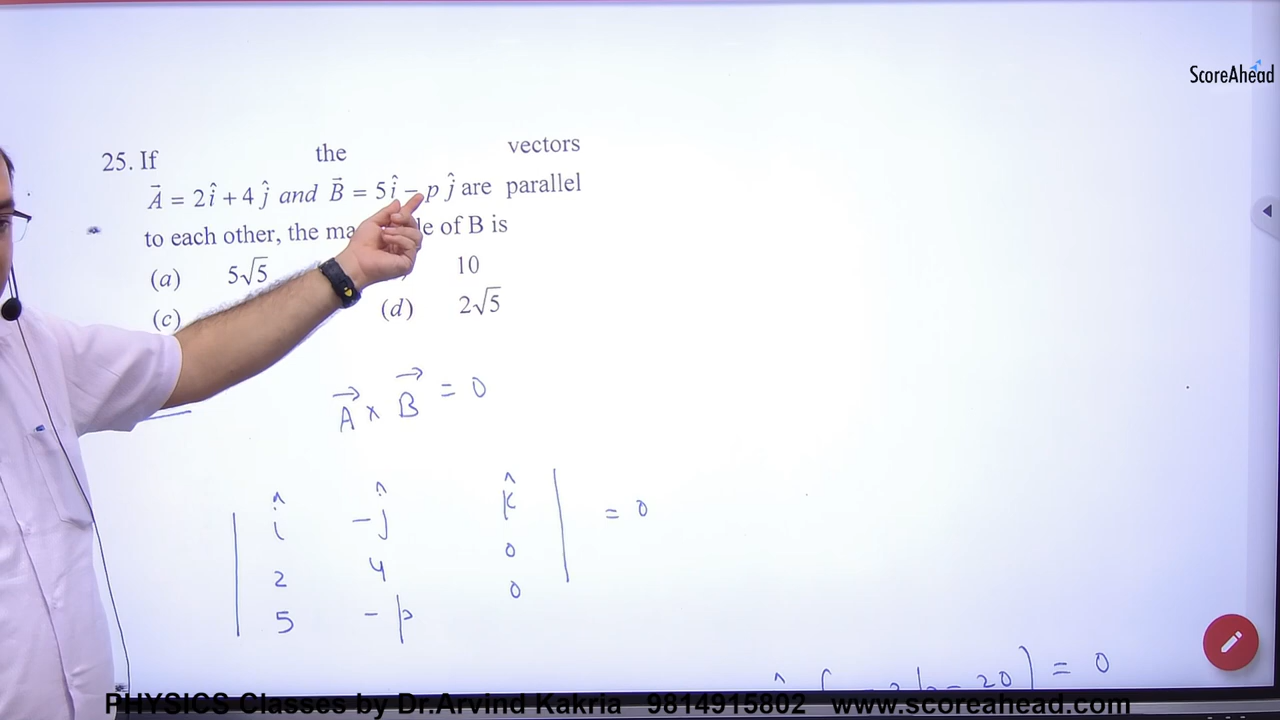 ScoreAhead
25. If the vectors
A⃗ = 2î + 4ĵ and B⃗ = 5î − p ĵ are parallel
to each other, the of B is
(a) 5√5 10
(c) (d) 2√5
A⃗ x B⃗ = 0
î −ĵ k̂ = 0
2 4 0
5 −p 0
= 0
PHYSICS Classes by Dr.Arvind Kakria 9814915802 www.scoreahead.com